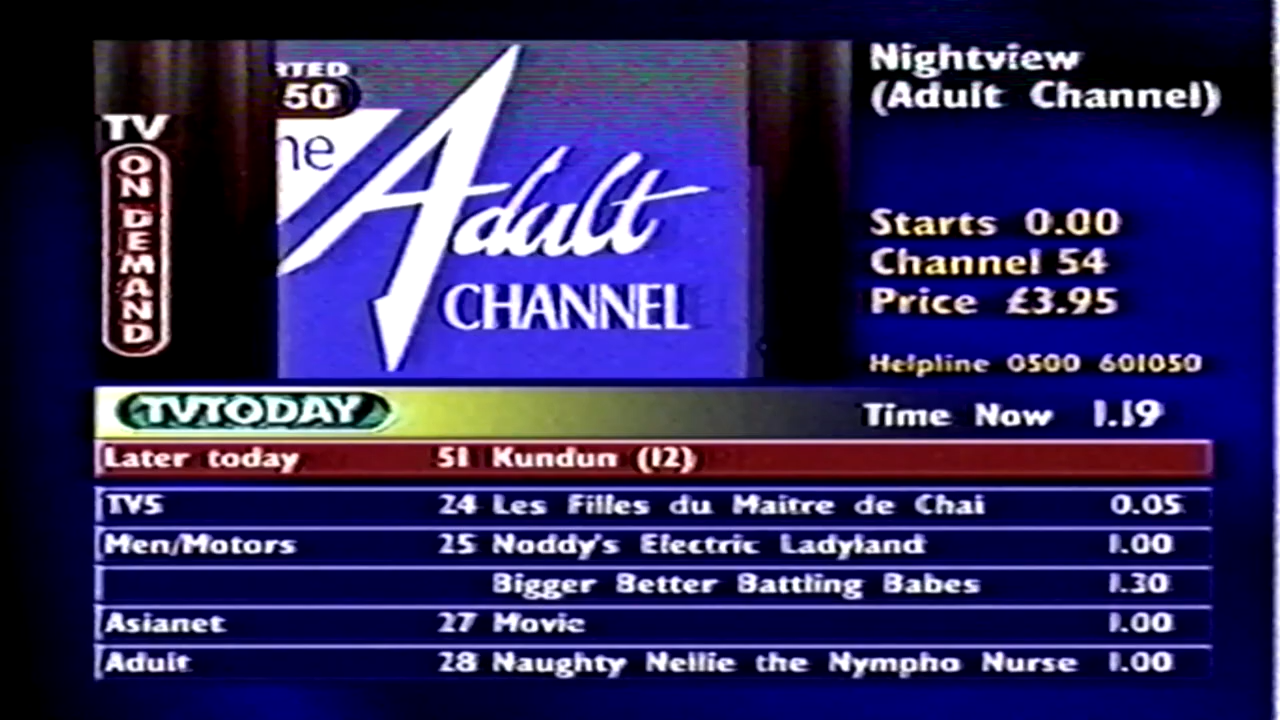 Nightview
(Adult Channel)
RTED
50
he
Adult
CHANNEL
TV
ON DEMAND
Starts 0.00
Channel 54
Price £3.95
Helpline 0500 601050
TVTODAY Time Now 1.19
Later today 51 Kundun (12)
TV5 24 Les Filles du Maitre de Chai 0.05
Men/Motors 25 Noddy's Electric Ladyland 1.00
Bigger Better Battling Babes 1.30
Asianet 27 Movie 1.00
Adult 28 Naughty Nellie the Nympho Nurse 1.00